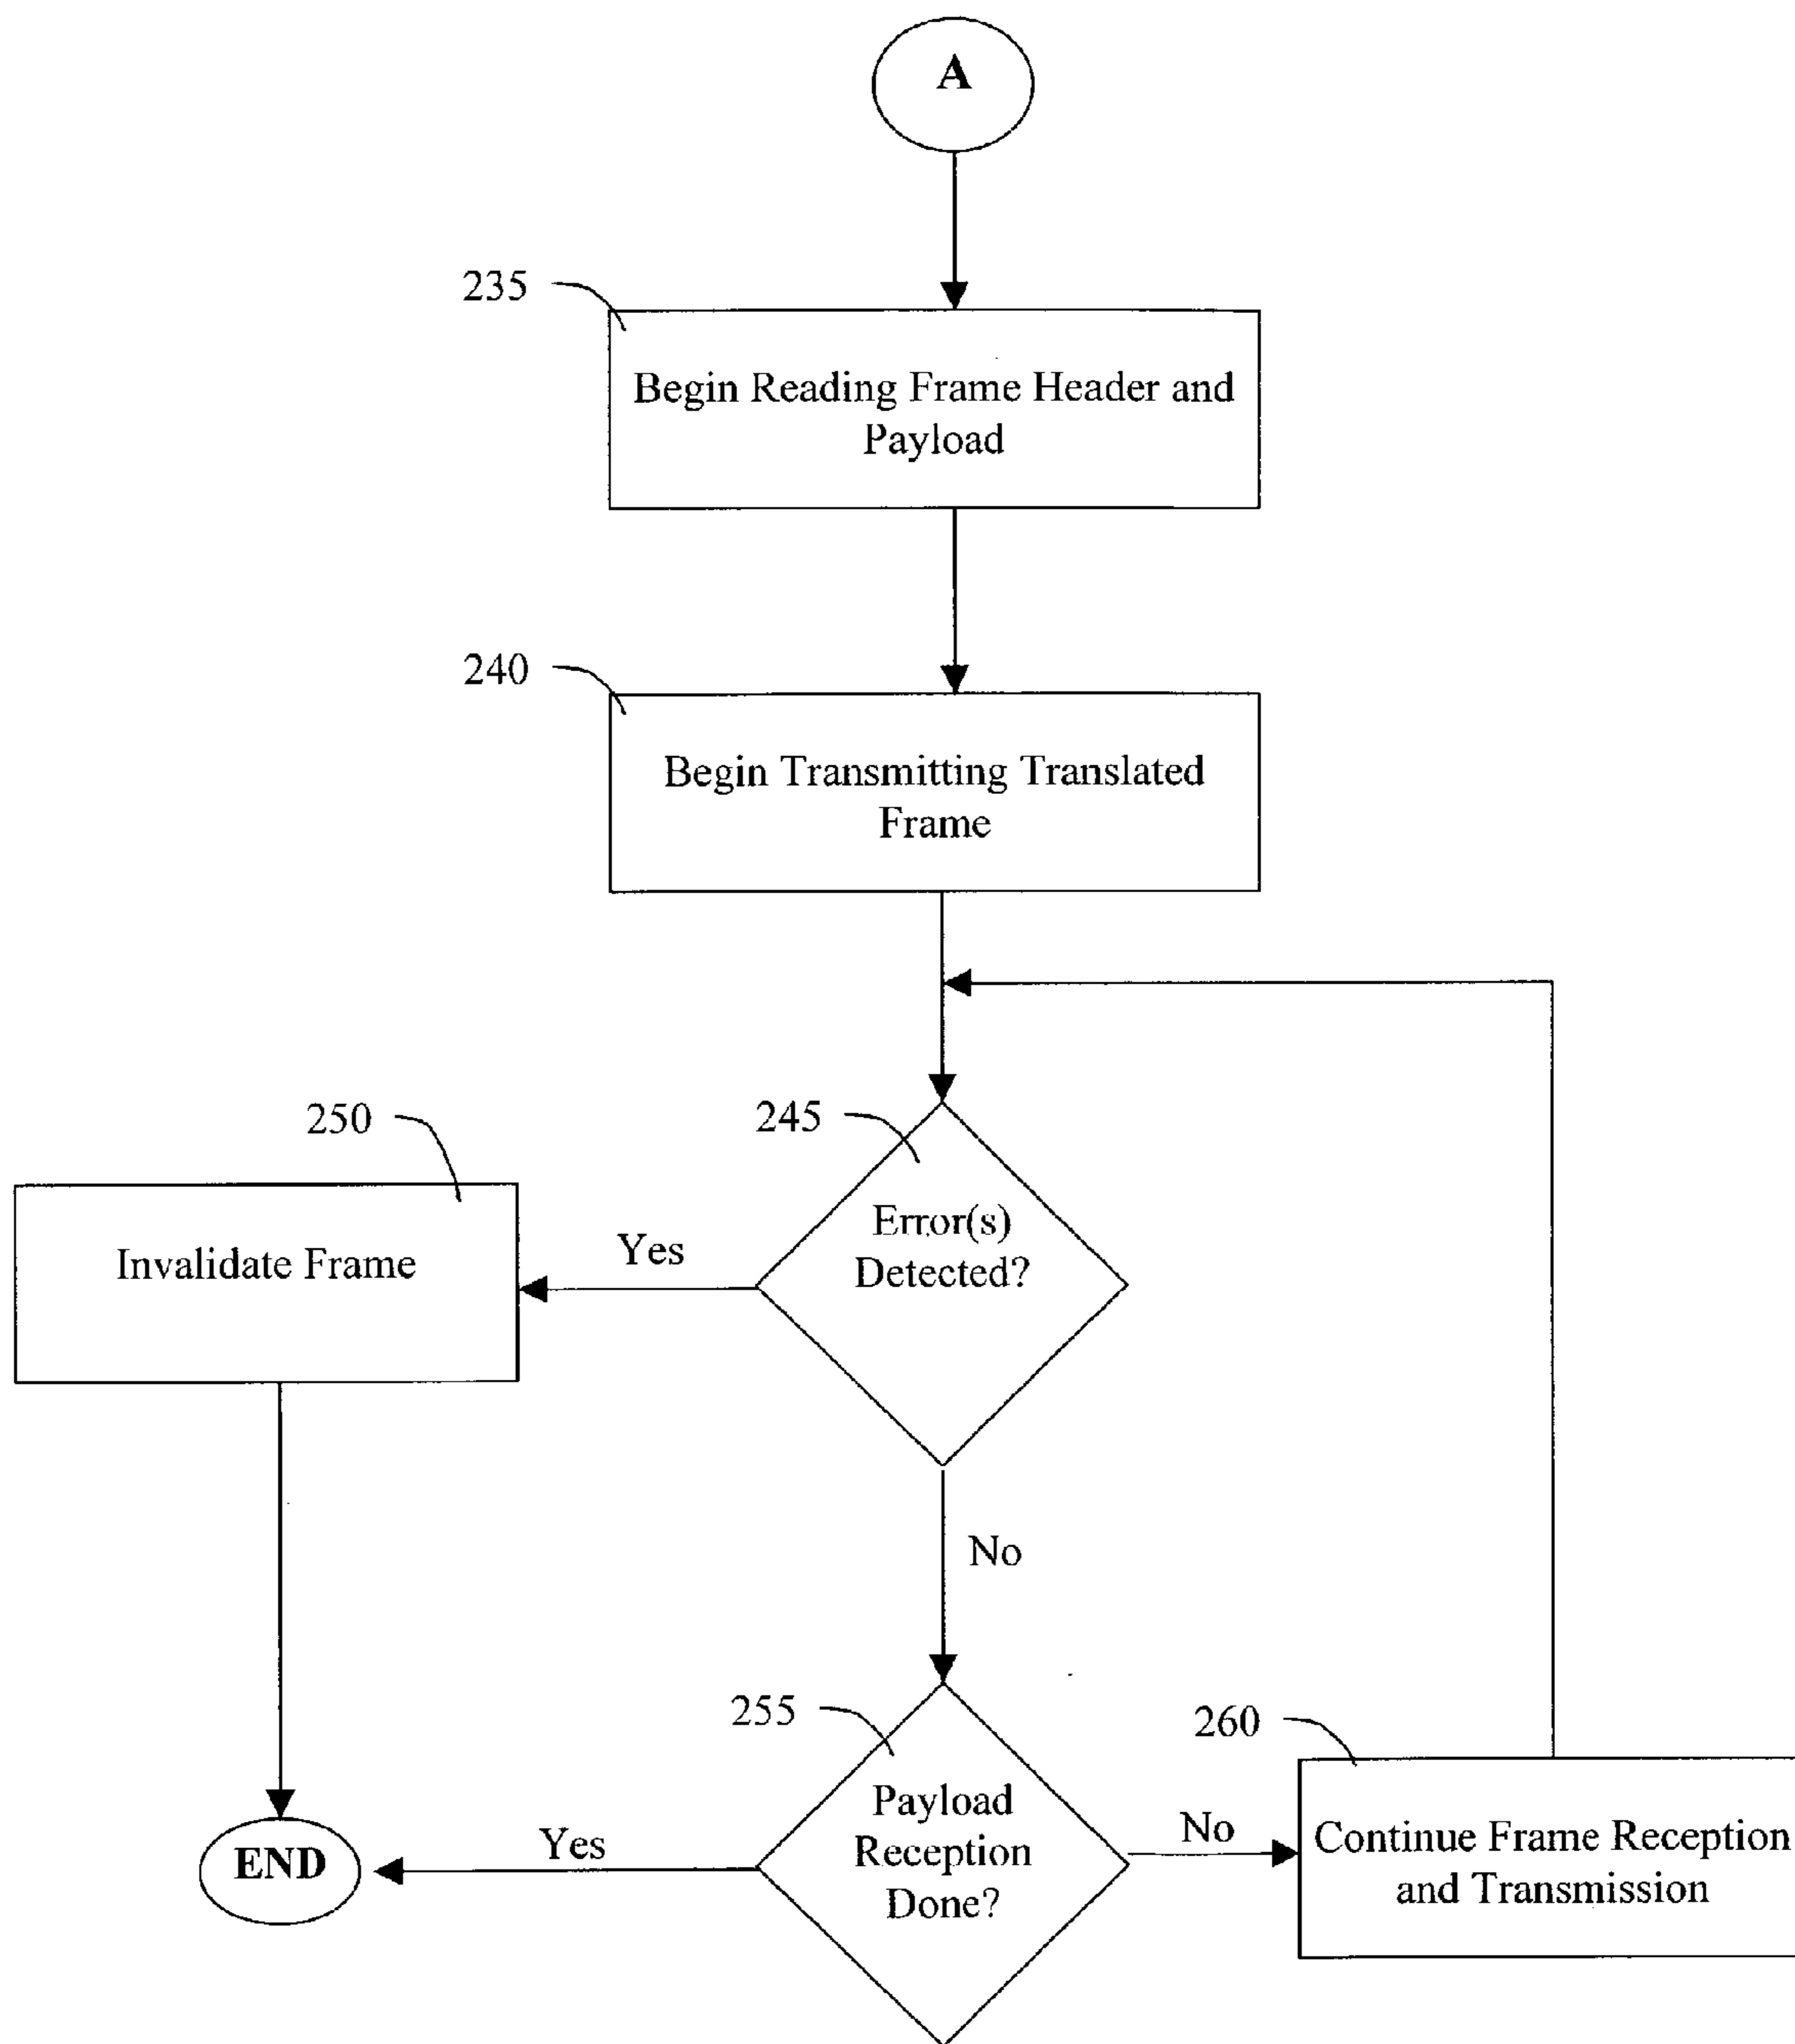 A
235
Begin Reading Frame Header and
Payload
240
Begin Transmitting Translated
Frame
250
245
Invalidate Frame
Yes
Error(s)
Detected?
No
255
260
END
Yes
Payload
Reception
Done?
No
Continue Frame Reception
and Transmission